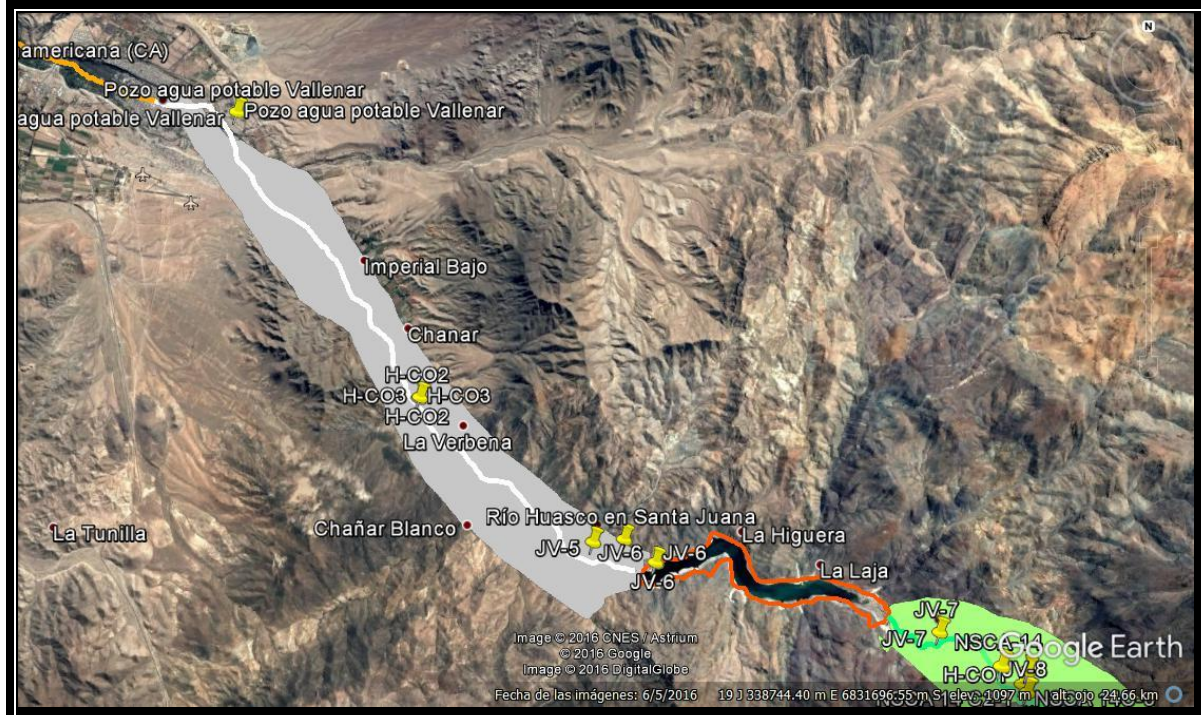 N
americana (CA)
Pozo agua potable Vallenar
Pozo agua potable Vallenar
agua potable Vallenar
Imperial Bajo
Chanar
H-CO2
H-CO3
H-CO3
H-CO2
La Verbena
Río Huasco en Santa Juana
Chañar Blanco
La Tunilla
La Higuera
JV-5
JV-6
JV-6
JV-6
La Laja
JV-7
JV-7
NSCA-14
Google Earth
H-CO1
JV-8
Image © 2016 CNES / Astrium
© 2016 Google
Image © 2016 DigitalGlobe
Fecha de las imágenes: 6/5/2016 19 J 338744.40 m E 6831696.55 m S elev. 1097 m alt. ojo 24.66 km